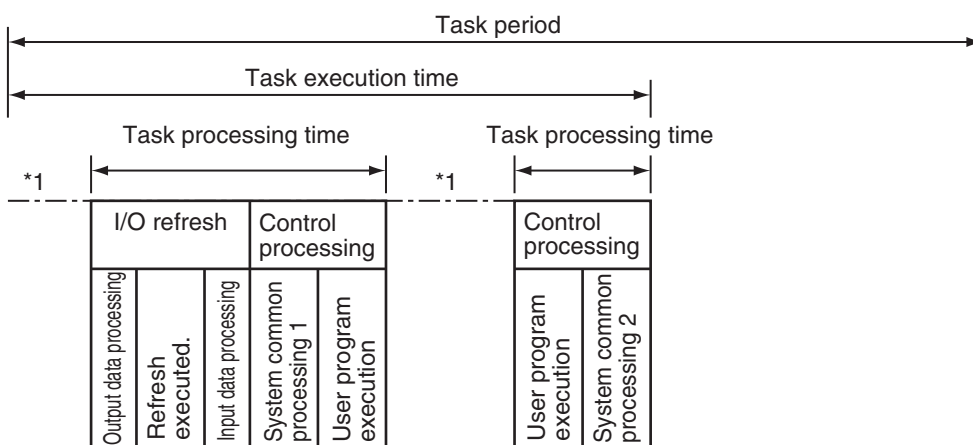 Task period
Task execution time
Task processing time
Task processing time
*1
*1
I/O refresh
Control
processing
Control
processing
Output data processing
Refresh
executed.
Input data processing
System common
processing 1
User program
execution
User program
execution
System common
processing 2